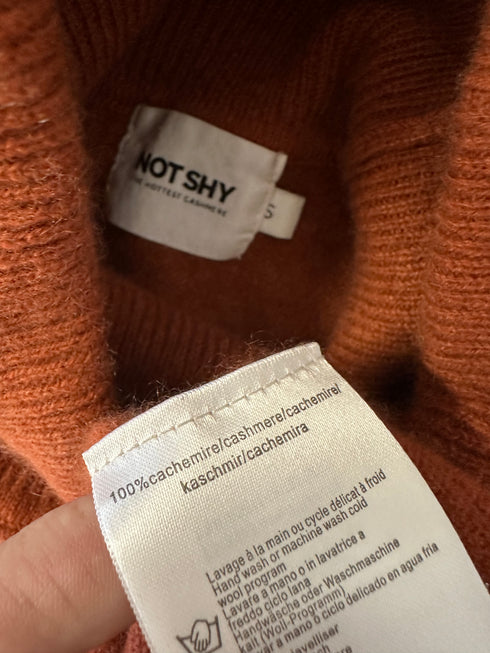 NOT SHY
THE HOTTEST CASHMERE
S
100%cachemire/cashmere/cachemire/
kaschmir/cachemira
Lavage à la main ou cycle délicat à froid
Hand wash or machine wash cold
wool program
Lavare a mano o in lavatrice a
freddo ciclo lana
Handwäsche oder Waschmaschine
kalt (Woll-Programm)
var a mano ó ciclo delicado en agua fria